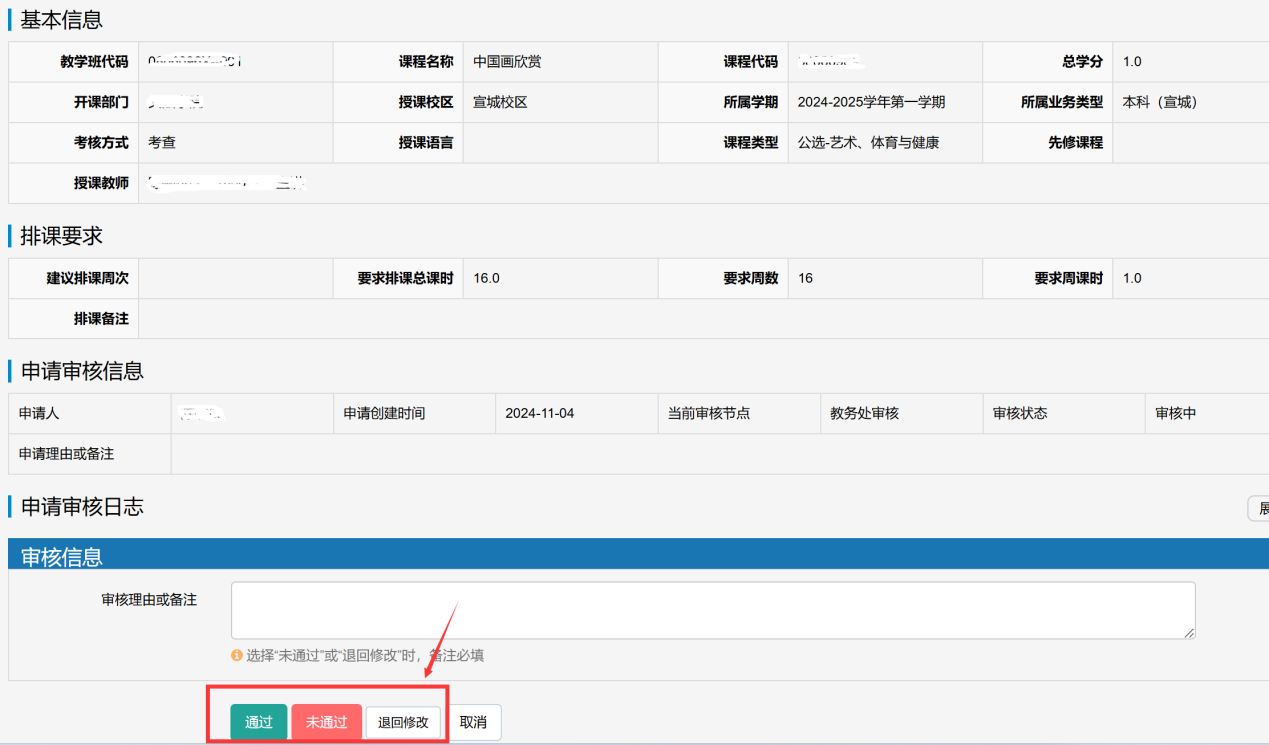 基本信息
教学班代码 课程名称 中国画欣赏 课程代码 总学分 1.0
开课部门 授课校区 宣城校区 所属学期 2024-2025学年第一学期 所属业务类型 本科（宣城）
考核方式 考查 授课语言 课程类型 公选-艺术、体育与健康 先修课程
授课教师
排课要求
建议排课周次 要求排课总课时 16.0 要求周数 16 要求周课时 1.0
排课备注
申请审核信息
申请人 申请创建时间 2024-11-04 当前审核节点 教务处审核 审核状态 审核中
申请理由或备注
申请审核日志
展
审核信息
审核理由或备注
选择“未通过”或“退回修改”时，备注必填
通过 未通过 退回修改 取消